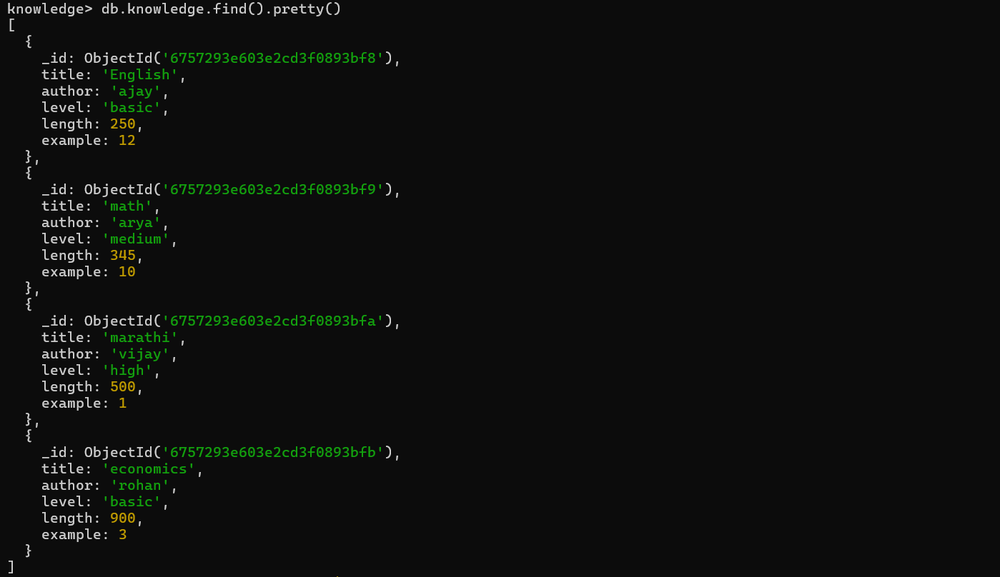 knowledge> db.knowledge.find().pretty()
[
  {
    _id: ObjectId('6757293e603e2cd3f0893bf8'),
    title: 'English',
    author: 'ajay',
    level: 'basic',
    length: 250,
    example: 12
  },
  {
    _id: ObjectId('6757293e603e2cd3f0893bf9'),
    title: 'math',
    author: 'arya',
    level: 'medium',
    length: 345,
    example: 10
  },
  {
    _id: ObjectId('6757293e603e2cd3f0893bfa'),
    title: 'marathi',
    author: 'vijay',
    level: 'high',
    length: 500,
    example: 1
  },
  {
    _id: ObjectId('6757293e603e2cd3f0893bfb'),
    title: 'economics',
    author: 'rohan',
    level: 'basic',
    length: 900,
    example: 3
  }
]